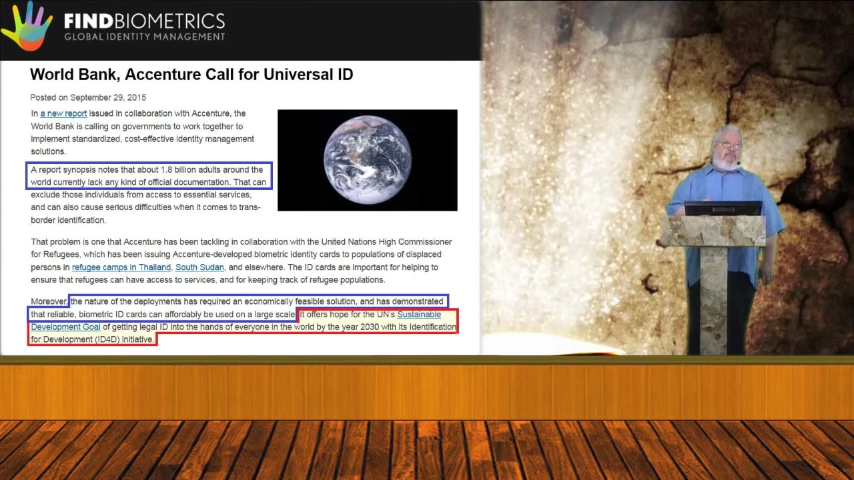 FINDBIOMETRICS
GLOBAL IDENTITY MANAGEMENT
World Bank, Accenture Call for Universal ID
Posted on September 29, 2015
In a new report issued in collaboration with Accenture, the
World Bank is calling on governments to work together to
implement standardized, cost-effective identity management
solutions.
A report synopsis notes that about 1.8 billion adults around the
world currently lack any kind of official documentation. That can
exclude those individuals from access to essential services,
and can also cause serious difficulties when it comes to trans-
border identification.
That problem is one that Accenture has been tackling in collaboration with the United Nations High Commissioner
for Refugees, which has been issuing Accenture-developed biometric identity cards to populations of displaced
persons in refugee camps in Thailand, South Sudan, and elsewhere. The ID cards are important for helping to
ensure that refugees can have access to services, and for keeping track of refugee populations.
Moreover, the nature of the deployments has required an economically feasible solution, and has demonstrated
that reliable, biometric ID cards can affordably be used on a large scale. It offers hope for the UN's Sustainable
Development Goal of getting legal ID into the hands of everyone in the world by the year 2030 with its Identification
for Development (ID4D) initiative.